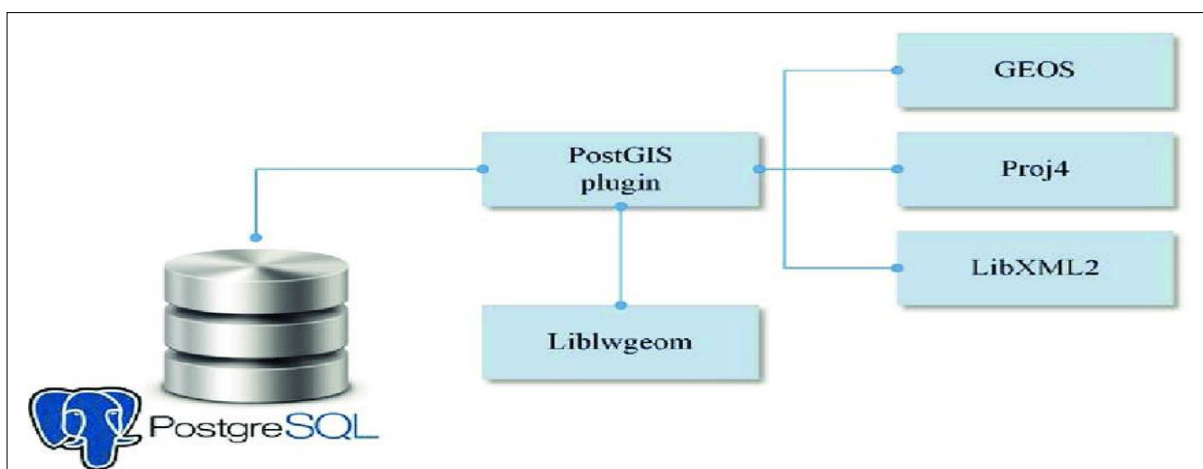 GEOS
PostGIS
plugin
Proj4
LibXML2
Liblwgeom
PostgreSQL